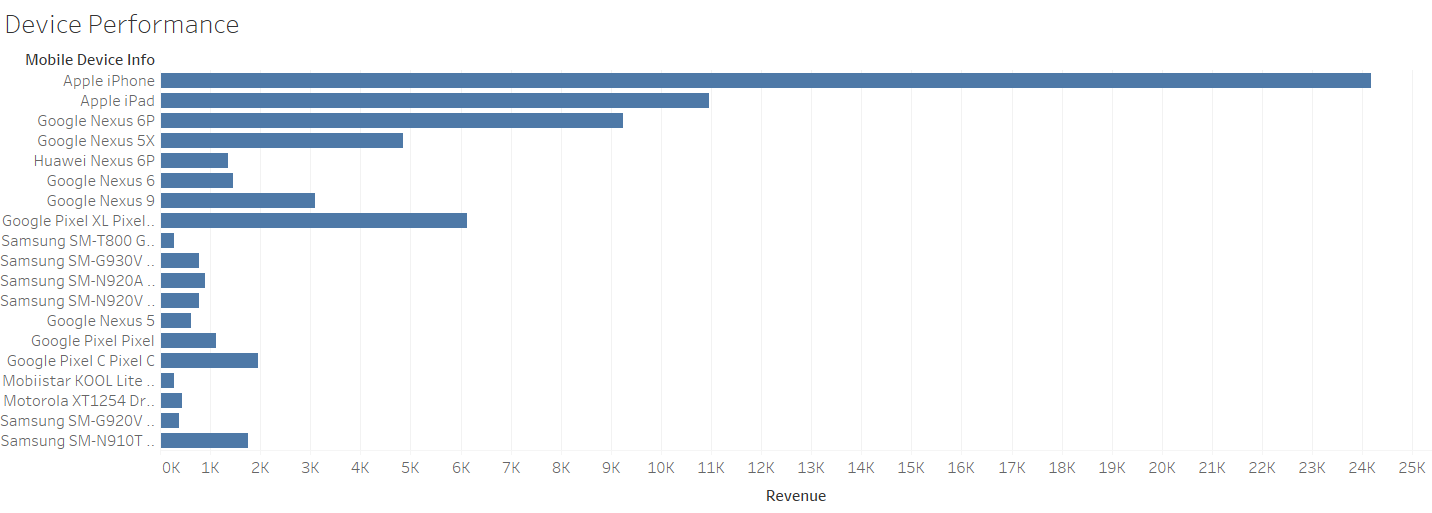 Device Performance
Mobile Device Info
Apple iPhone
Apple iPad
Google Nexus 6P
Google Nexus 5X
Huawei Nexus 6P
Google Nexus 6
Google Nexus 9
Google Pixel XL Pixel..
Samsung SM-T800 G..
Samsung SM-G930V ..
Samsung SM-N920A ..
Samsung SM-N920V ..
Google Nexus 5
Google Pixel Pixel
Google Pixel C Pixel C
Mobiistar KOOL Lite ..
Motorola XT1254 Dr..
Samsung SM-G920V ..
Samsung SM-N910T ..
0K 1K 2K 3K 4K 5K 6K 7K 8K 9K 10K 11K 12K 13K 14K 15K 16K 17K 18K 19K 20K 21K 22K 23K 24K 25K
Revenue